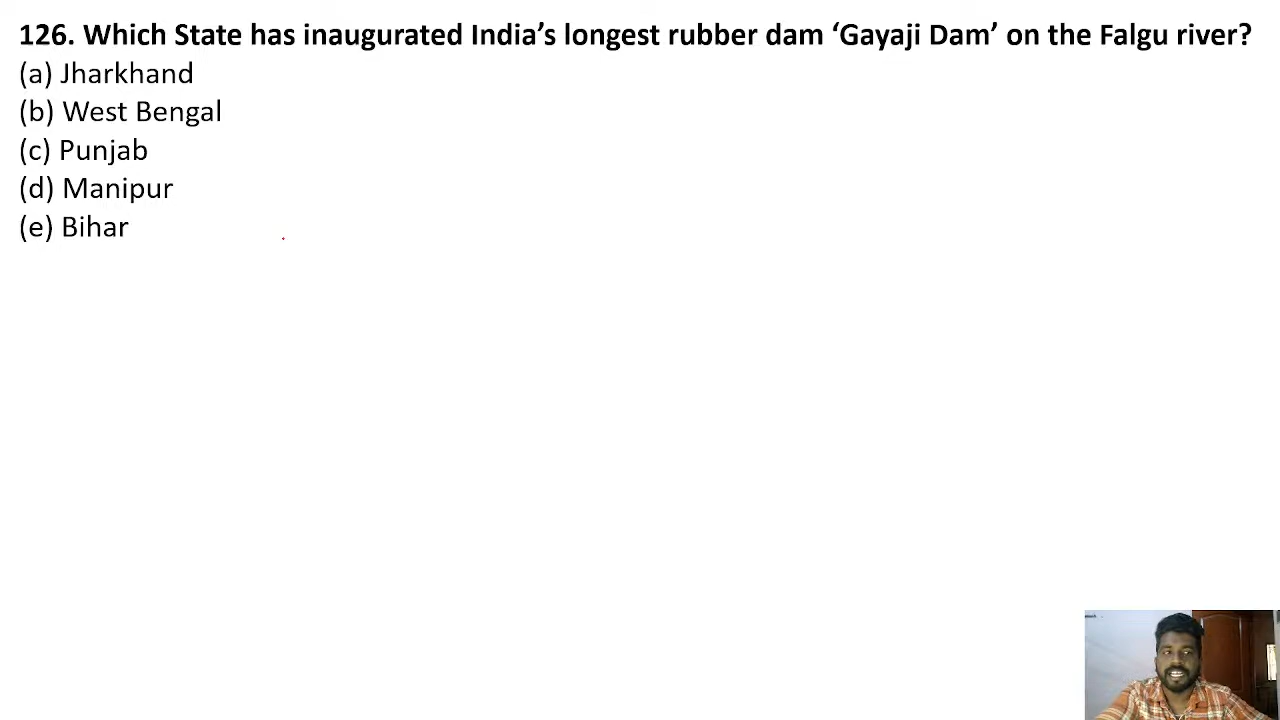 126. Which State has inaugurated India’s longest rubber dam ‘Gayaji Dam’ on the Falgu river?
(a) Jharkhand
(b) West Bengal
(c) Punjab
(d) Manipur
(e) Bihar